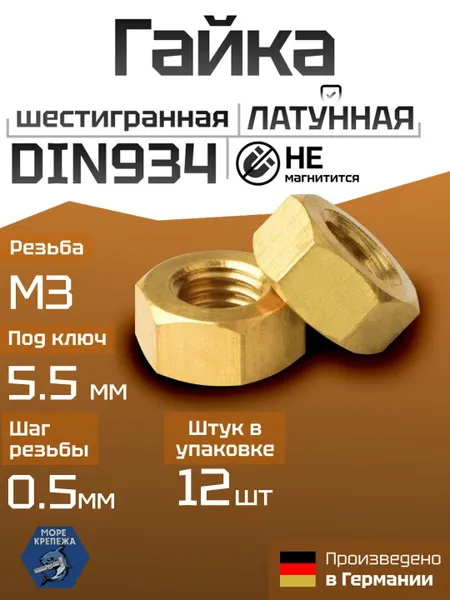 Гайка
шестигранная
ЛАТУННАЯ
DIN934
НЕ
магнитится
Резьба
М3
Под ключ
5.5 мм
Шаг
резьбы
0.5мм
Штук в
упаковке
12шт
МОРЕ
КРЕПЕЖА
Произведено
в Германии